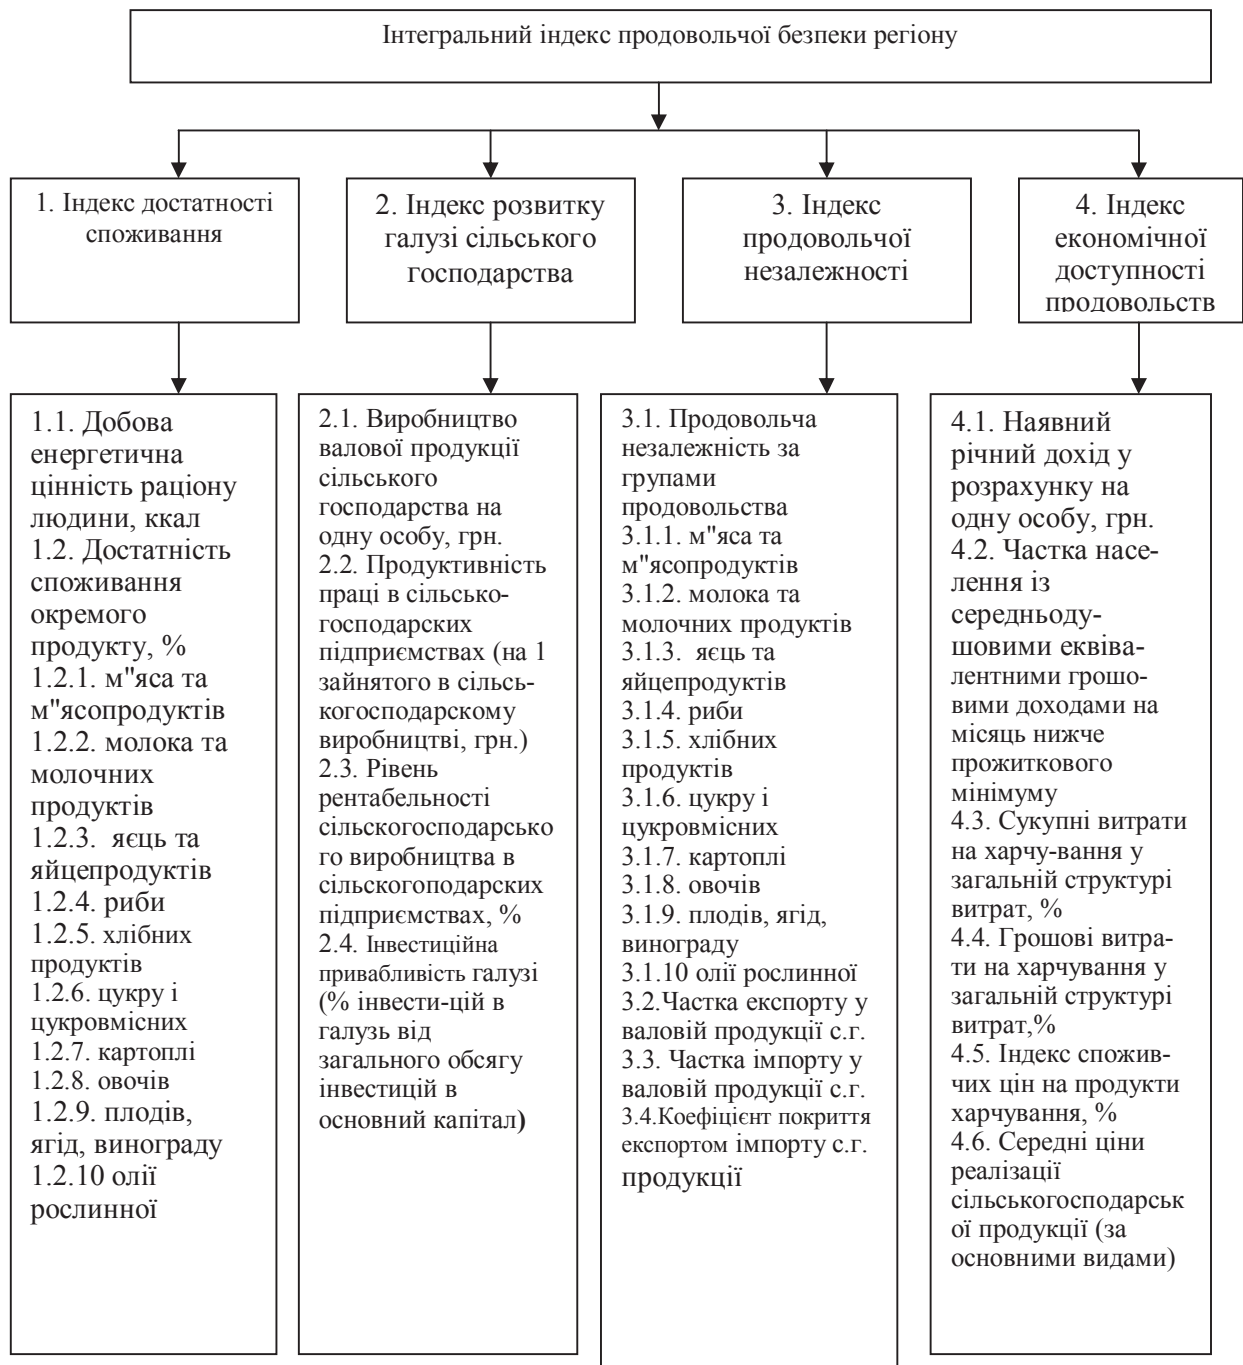 Інтегральний індекс продовольчої безпеки регіону
1. Індекс достатності
споживання
2. Індекс розвитку
галузі сільського
господарства
3. Індекс
продовольчої
незалежності
4. Індекс
економічної
доступності
продовольств
1.1. Добова
енергетична
цінність раціону
людини, ккал
1.2. Достатність
споживання
окремого
продукту, %
1.2.1. м"яса та
м"ясопродуктів
1.2.2. молока та
молочних
продуктів
1.2.3.  яєць та
яйцепродуктів
1.2.4. риби
1.2.5. хлібних
продуктів
1.2.6. цукру і
цукровмісних
1.2.7. картоплі
1.2.8. овочів
1.2.9. плодів,
ягід, винограду
1.2.10 олії
рослинної
2.1. Виробництво
валової продукції
сільського
господарства на
одну особу, грн.
2.2. Продуктивність
праці в сільсько-
господарских
підприємствах (на 1
зайнятого в сільсь-
когосподарскому
виробництві, грн.)
2.3. Рівень
рентабельності
сільскогосподарсько
го виробництва в
сільскогоподарских
підприємствах, %
2.4. Інвестиційна
привабливість галузі
(% інвести-цій в
галузь від
загального обсягу
інвестицій в
основний капітал)
3.1. Продовольча
незалежність за
групами
продовольства
3.1.1. м"яса та
м"ясопродуктів
3.1.2. молока та
молочних продуктів
3.1.3.  яєць та
яйцепродуктів
3.1.4. риби
3.1.5. хлібних
продуктів
3.1.6. цукру і
цукровмісних
3.1.7. картоплі
3.1.8. овочів
3.1.9. плодів, ягід,
винограду
3.1.10 олії рослинної
3.2.Частка експорту у
валовій продукції с.г.
3.3. Частка імпорту у
валовій продукції с.г.
3.4.Коефіцієнт покриття
експортом імпорту с.г.
продукції
4.1. Наявний
річний дохід у
розрахунку на
одну особу, грн.
4.2. Частка насе-
лення із
середньоду-
шовими еквіва-
лентними грошо-
вими доходами на
місяць нижче
прожиткового
мінімуму
4.3. Сукупні витрати
на харчу-вання у
загальній структурі
витрат, %
4.4. Грошові витра-
ти на харчування у
загальній структурі
витрат,%
4.5. Індекс спожив-
чих цін на продукти
харчування, %
4.6. Середні ціни
реалізації
сільськогосподарськ
ої продукції (за
основними видами)